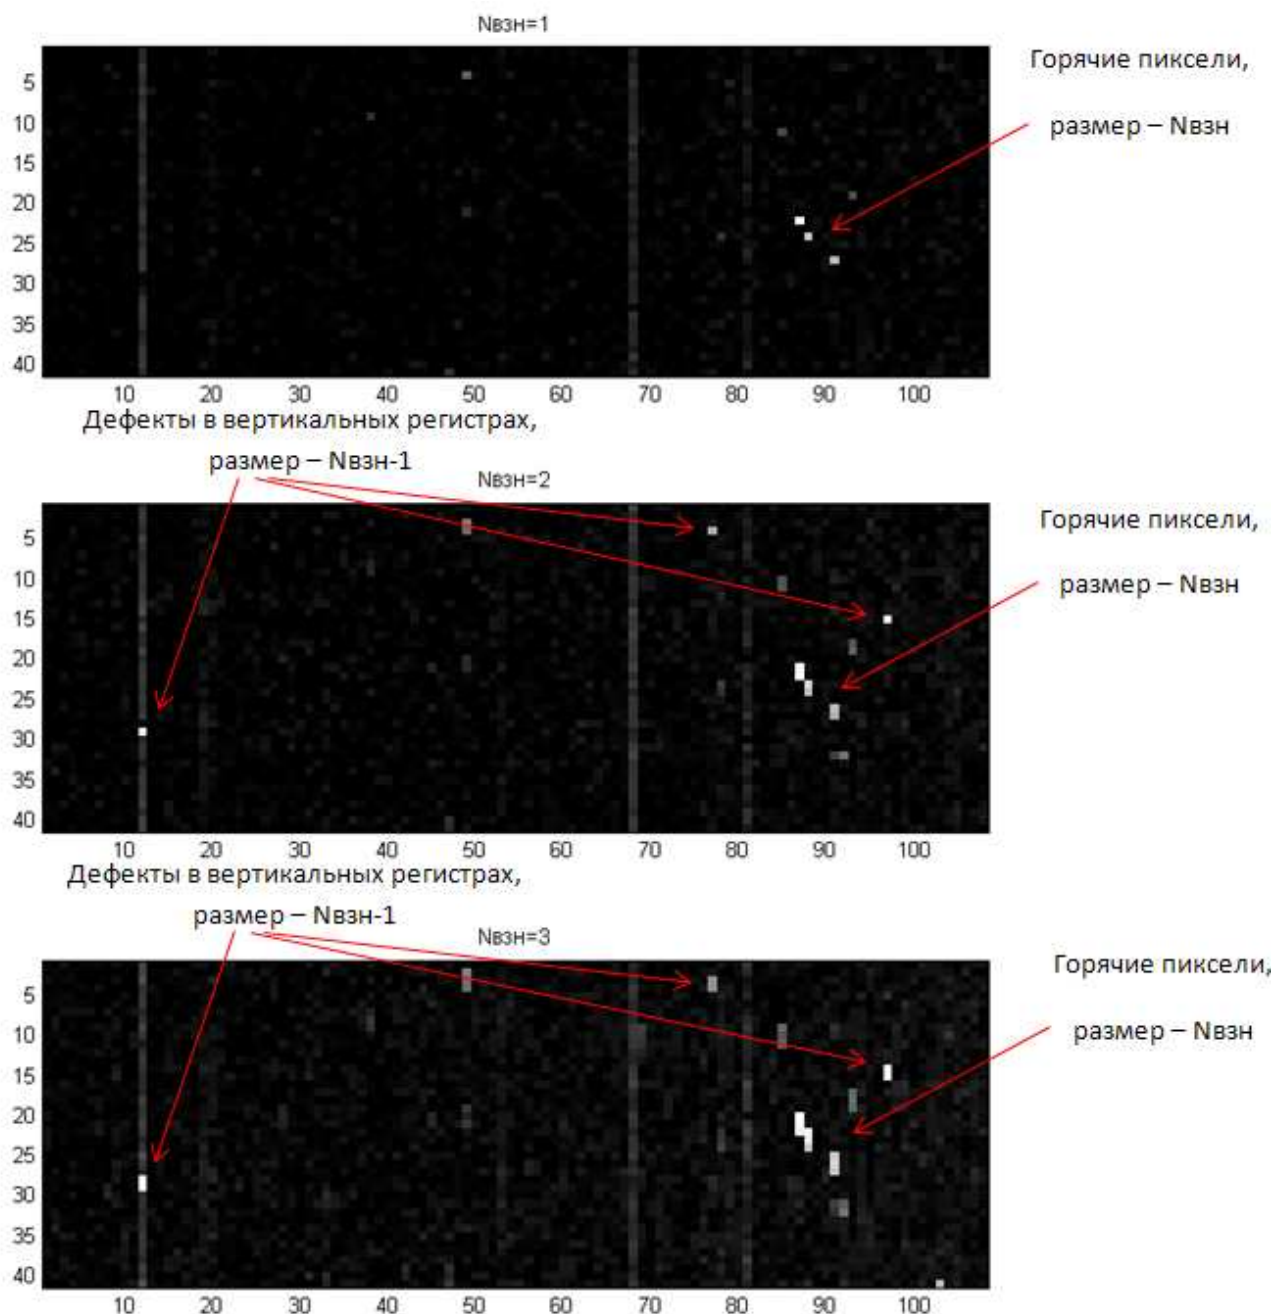 Nвзн=1
Горячие пиксели,
размер – Nвзн
5
10
15
20
25
30
35
40
10 20 30 40 50 60 70 80 90 100
Дефекты в вертикальных регистрах,
размер – Nвзн-1
Nвзн=2
Горячие пиксели,
размер – Nвзн
5
10
15
20
25
30
35
40
10 20 30 40 50 60 70 80 90 100
Дефекты в вертикальных регистрах,
размер – Nвзн-1
Nвзн=3
Горячие пиксели,
размер – Nвзн
5
10
15
20
25
30
35
40
10 20 30 40 50 60 70 80 90 100